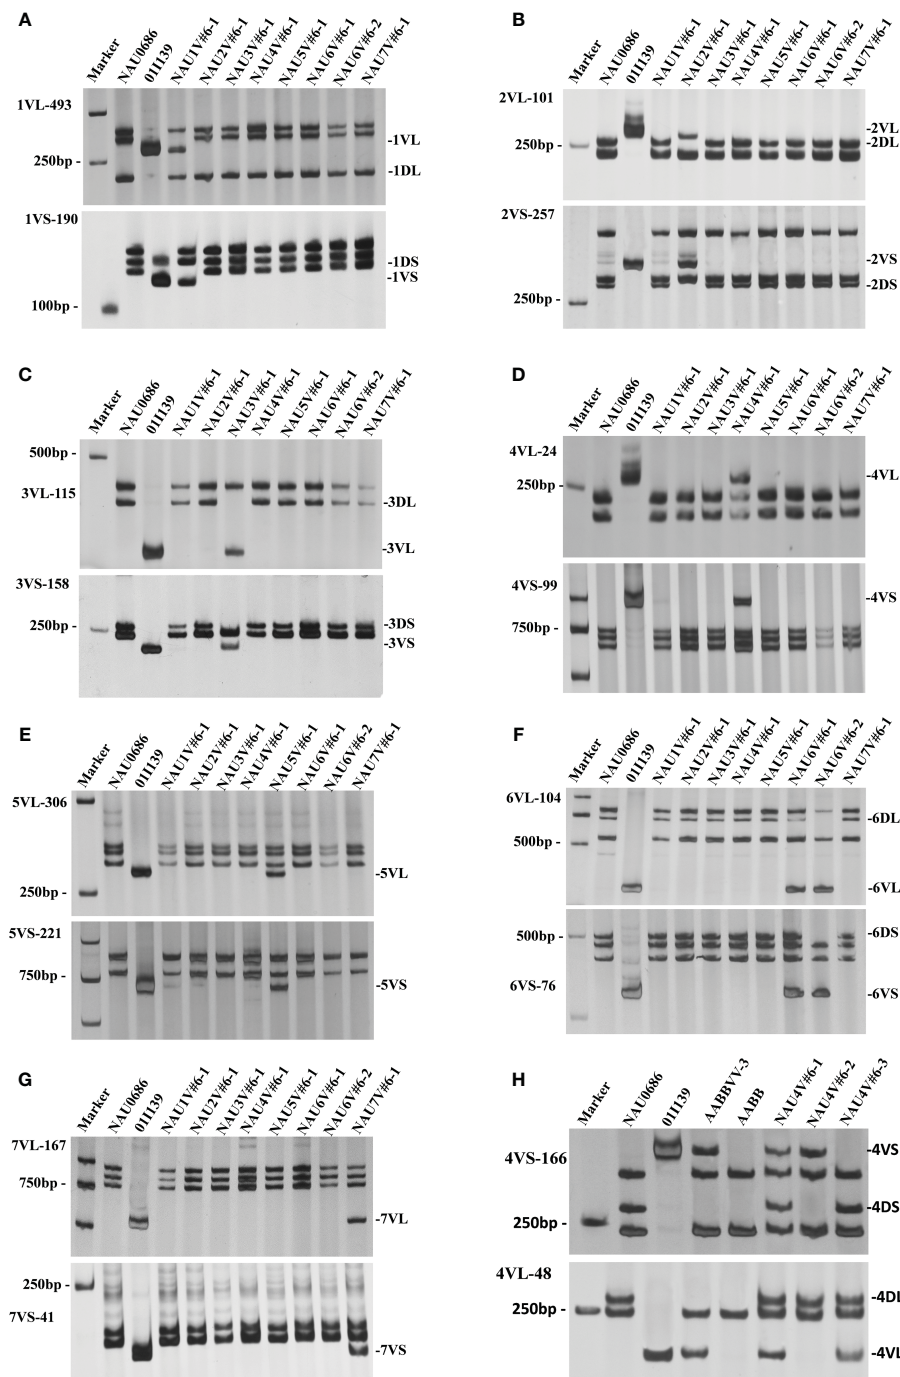 A
Marker NAU0686 01I139 NAU1V#6-1 NAU2V#6-1 NAU3V#6-1 NAU4V#6-1 NAU5V#6-1 NAU6V#6-1 NAU6V#6-2 NAU7V#6-1
1VL-493
-1VL
250bp -
-1DL
1VS-190
-1DS
-1VS
100bp -
B
Marker NAU0686 01I139 NAU1V#6-1 NAU2V#6-1 NAU3V#6-1 NAU4V#6-1 NAU5V#6-1 NAU6V#6-1 NAU6V#6-2 NAU7V#6-1
2VL-101
-2VL
250bp -
-2DL
2VS-257
-2VS
-2DS
250bp -
C
Marker NAU0686 01I139 NAU1V#6-1 NAU2V#6-1 NAU3V#6-1 NAU4V#6-1 NAU5V#6-1 NAU6V#6-1 NAU6V#6-2 NAU7V#6-1
500bp -
3VL-115
-3DL
-3VL
3VS-158
250bp -
-3DS
-3VS
D
Marker NAU0686 01I139 NAU1V#6-1 NAU2V#6-1 NAU3V#6-1 NAU4V#6-1 NAU5V#6-1 NAU6V#6-1 NAU6V#6-2 NAU7V#6-1
4VL-24
-4VL
250bp -
4VS-99
-4VS
750bp -
E
Marker NAU0686 01I139 NAU1V#6-1 NAU2V#6-1 NAU3V#6-1 NAU4V#6-1 NAU5V#6-1 NAU6V#6-1 NAU6V#6-2 NAU7V#6-1
5VL-306
-5VL
250bp -
5VS-221
750bp -
-5VS
F
Marker NAU0686 01I139 NAU1V#6-1 NAU2V#6-1 NAU3V#6-1 NAU4V#6-1 NAU5V#6-1 NAU6V#6-1 NAU6V#6-2 NAU7V#6-1
6VL-104
-6DL
500bp -
-6VL
500bp -
-6DS
6VS-76
-6VS
G
Marker NAU0686 01I139 NAU1V#6-1 NAU2V#6-1 NAU3V#6-1 NAU4V#6-1 NAU5V#6-1 NAU6V#6-1 NAU6V#6-2 NAU7V#6-1
7VL-167
750bp -
-7VL
250bp -
7VS-41
-7VS
H
Marker NAU0686 01I139 AABBVV-3 AABB NAU4V#6-1 NAU4V#6-2 NAU4V#6-3
4VS-166
-4VS
-4DS
250bp -
4VL-48
-4DL
250bp -
-4VL